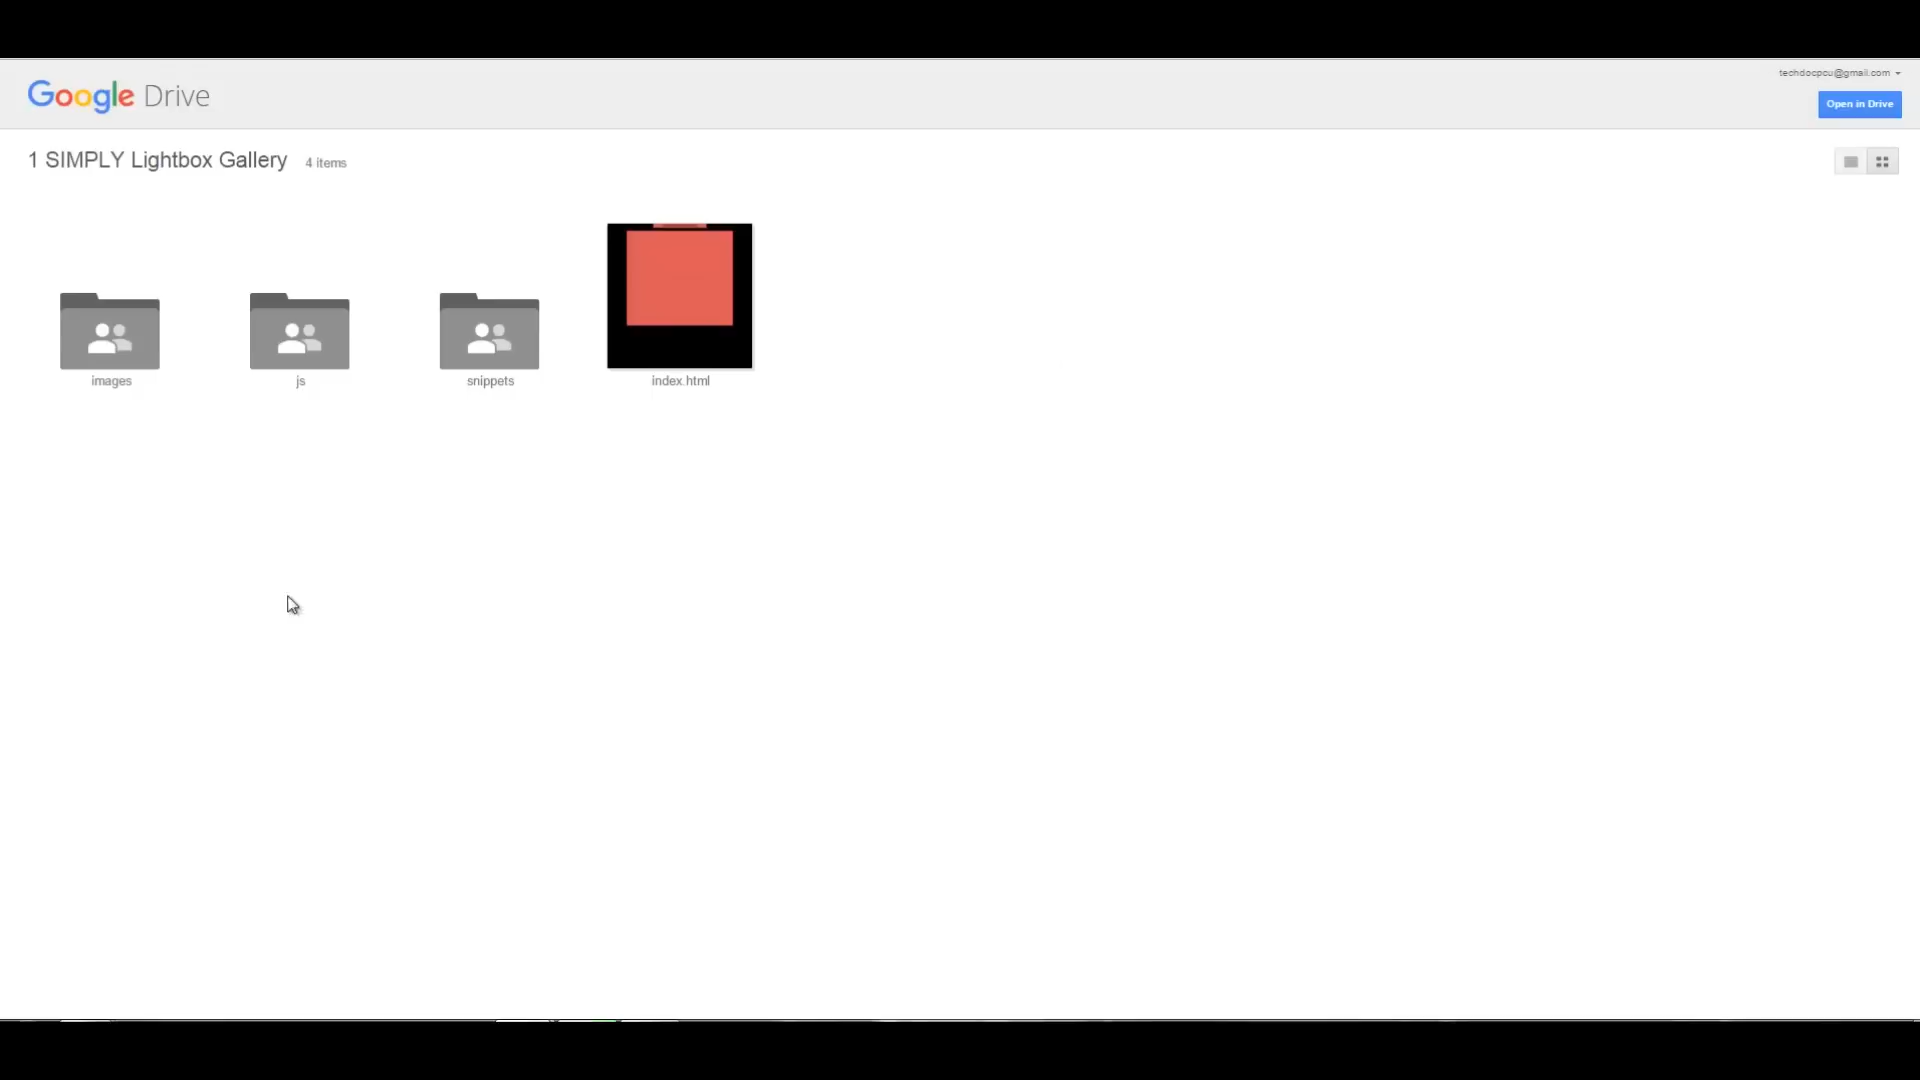 techdocpcu@gmail.com
Google Drive
Open in Drive
1 SIMPLY Lightbox Gallery 4 items
images js snippets index.html